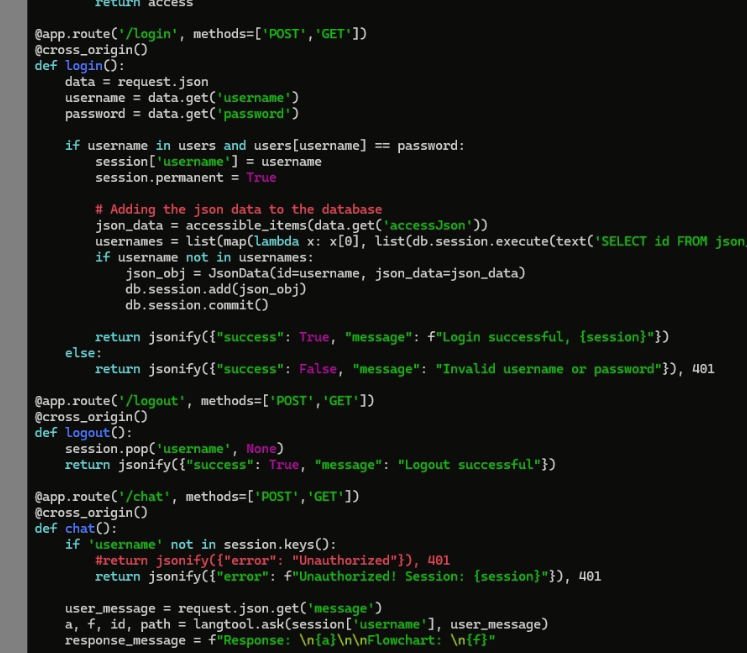 return access
@app.route('/login', methods=['POST','GET'])
@cross_origin()
def login():
    data = request.json
    username = data.get('username')
    password = data.get('password')
    if username in users and users[username] == password:
        session['username'] = username
        session.permanent = True
        # Adding the json data to the database
        json_data = accessible_items(data.get('accessJson'))
        usernames = list(map(lambda x: x[0], list(db.session.execute(text('SELECT id FROM json_
        if username not in usernames:
            json_obj = JsonData(id=username, json_data=json_data)
            db.session.add(json_obj)
            db.session.commit()
        return jsonify({"success": True, "message": f"Login successful, {session}"})
    else:
        return jsonify({"success": False, "message": "Invalid username or password"}), 401
@app.route('/logout', methods=['POST','GET'])
@cross_origin()
def logout():
    session.pop('username', None)
    return jsonify({"success": True, "message": "Logout successful"})
@app.route('/chat', methods=['POST','GET'])
@cross_origin()
def chat():
    if 'username' not in session.keys():
        #return jsonify({"error": "Unauthorized"}), 401
        return jsonify({"error": f"Unauthorized! Session: {session}"}), 401
    user_message = request.json.get('message')
    a, f, id, path = langtool.ask(session['username'], user_message)
    response_message = f"Response: \n{a}\n\nFlowchart: \n{f}"